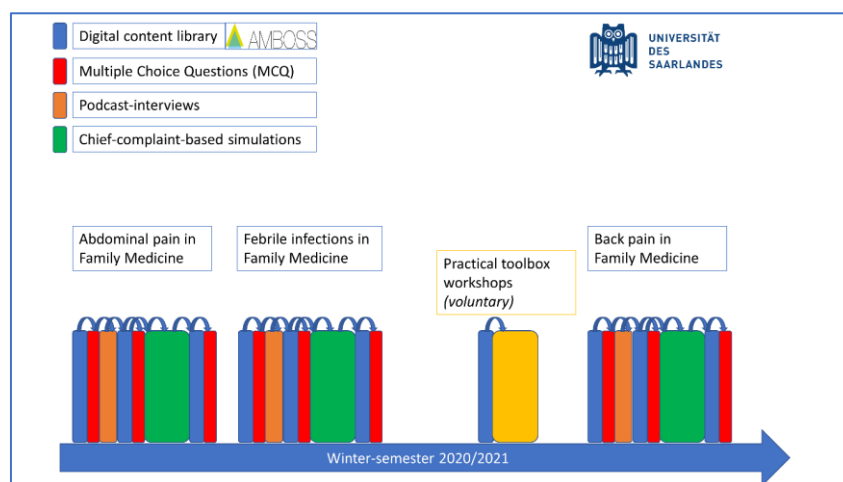 Digital content library
AMBOSS
UNIVERSITÄT
DES
SAARLANDES
Multiple Choice Questions (MCQ)
Podcast-interviews
Chief-complaint-based simulations
Abdominal pain in
Family Medicine
Febrile infections in
Family Medicine
Practical toolbox
workshops
(voluntary)
Back pain in
Family Medicine
Winter-semester 2020/2021